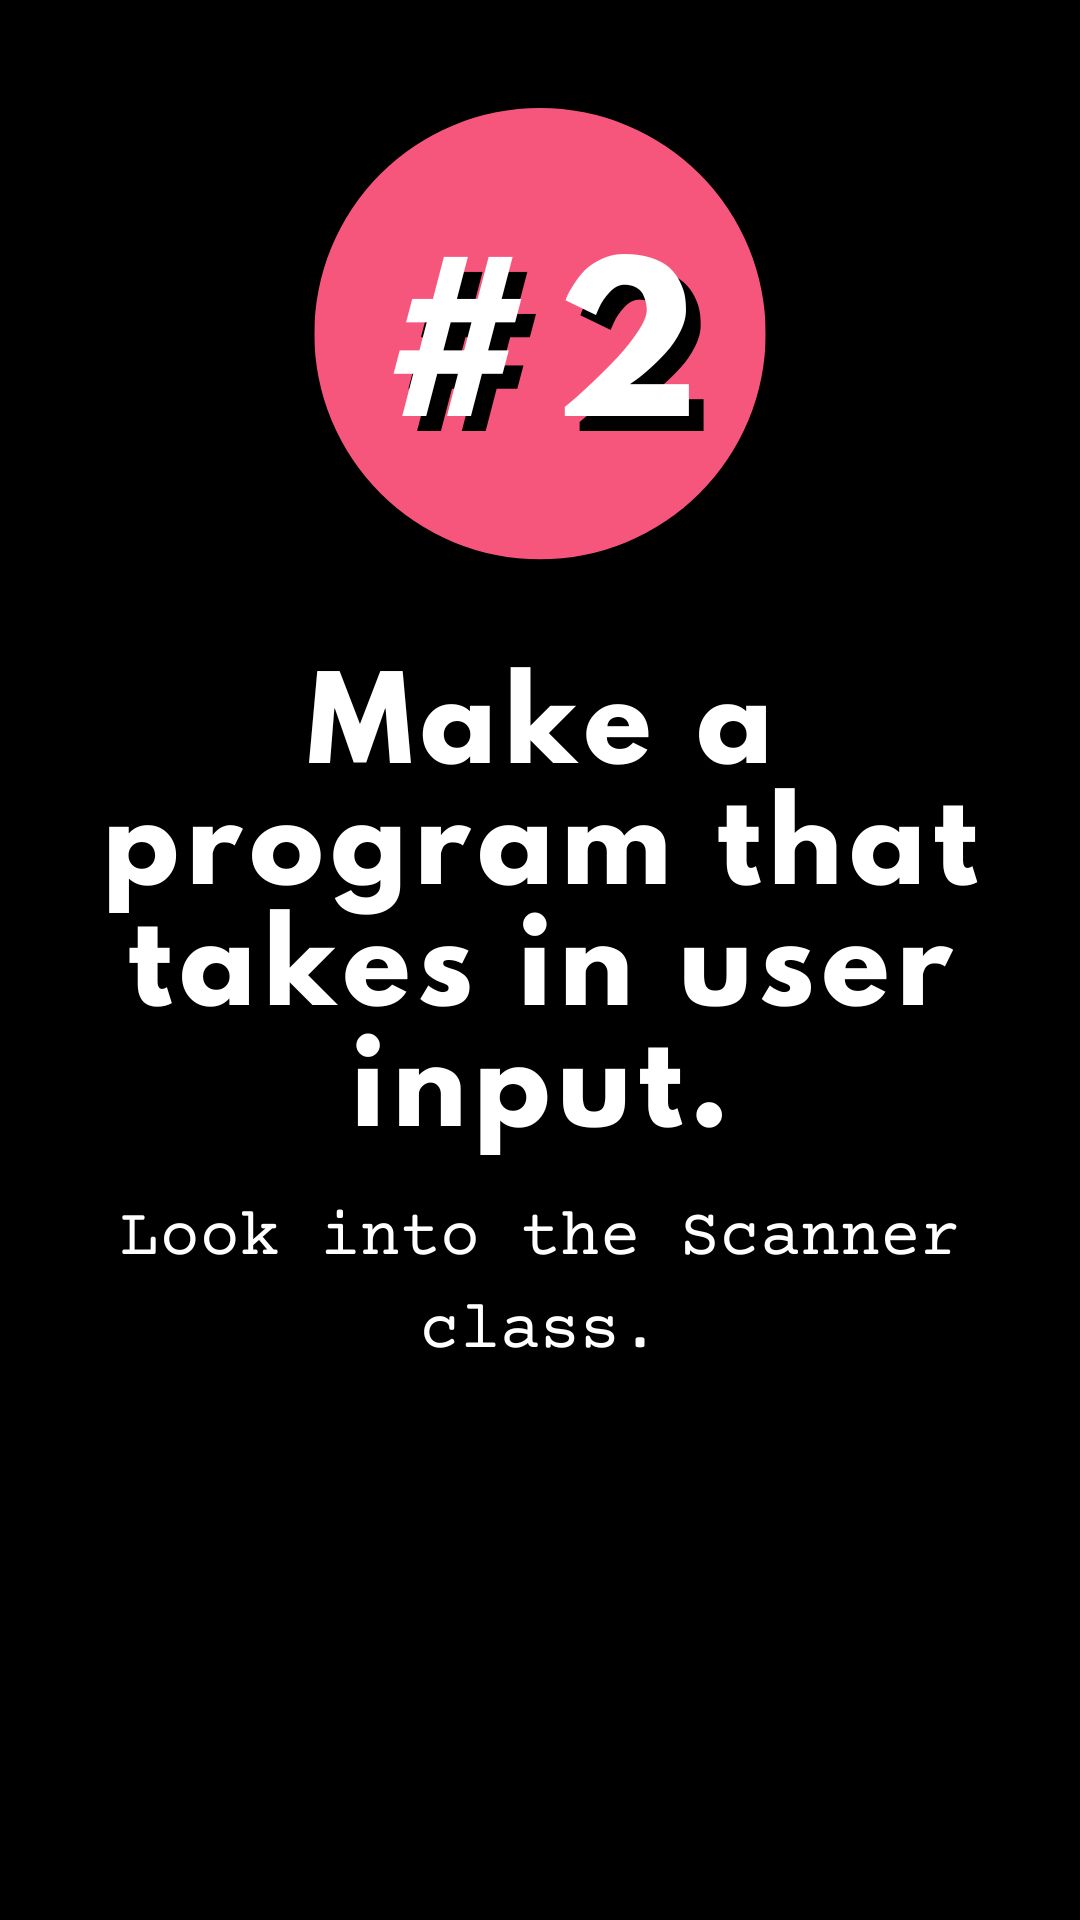 #2
Make a
program that
takes in user
input.
Look into the Scanner
class.